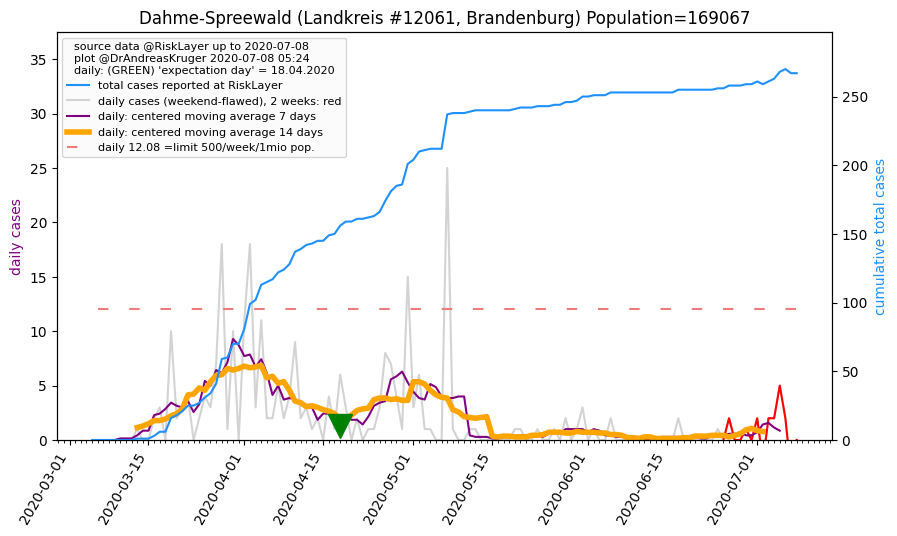 Dahme-Spreewald (Landkreis #12061, Brandenburg) Population=169067
source data @RiskLayer up to 2020-07-08
plot @DrAndreasKruger 2020-07-08 05:24
daily: (GREEN) 'expectation day' = 18.04.2020
total cases reported at RiskLayer
daily cases (weekend-flawed), 2 weeks: red
daily: centered moving average 7 days
daily: centered moving average 14 days
daily 12.08 =limit 500/week/1mio pop.
daily cases
35
30
25
20
15
10
5
0
cumulative total cases
250
200
150
100
50
0
2020-03-01
2020-03-15
2020-04-01
2020-04-15
2020-05-01
2020-05-15
2020-06-01
2020-06-15
2020-07-01